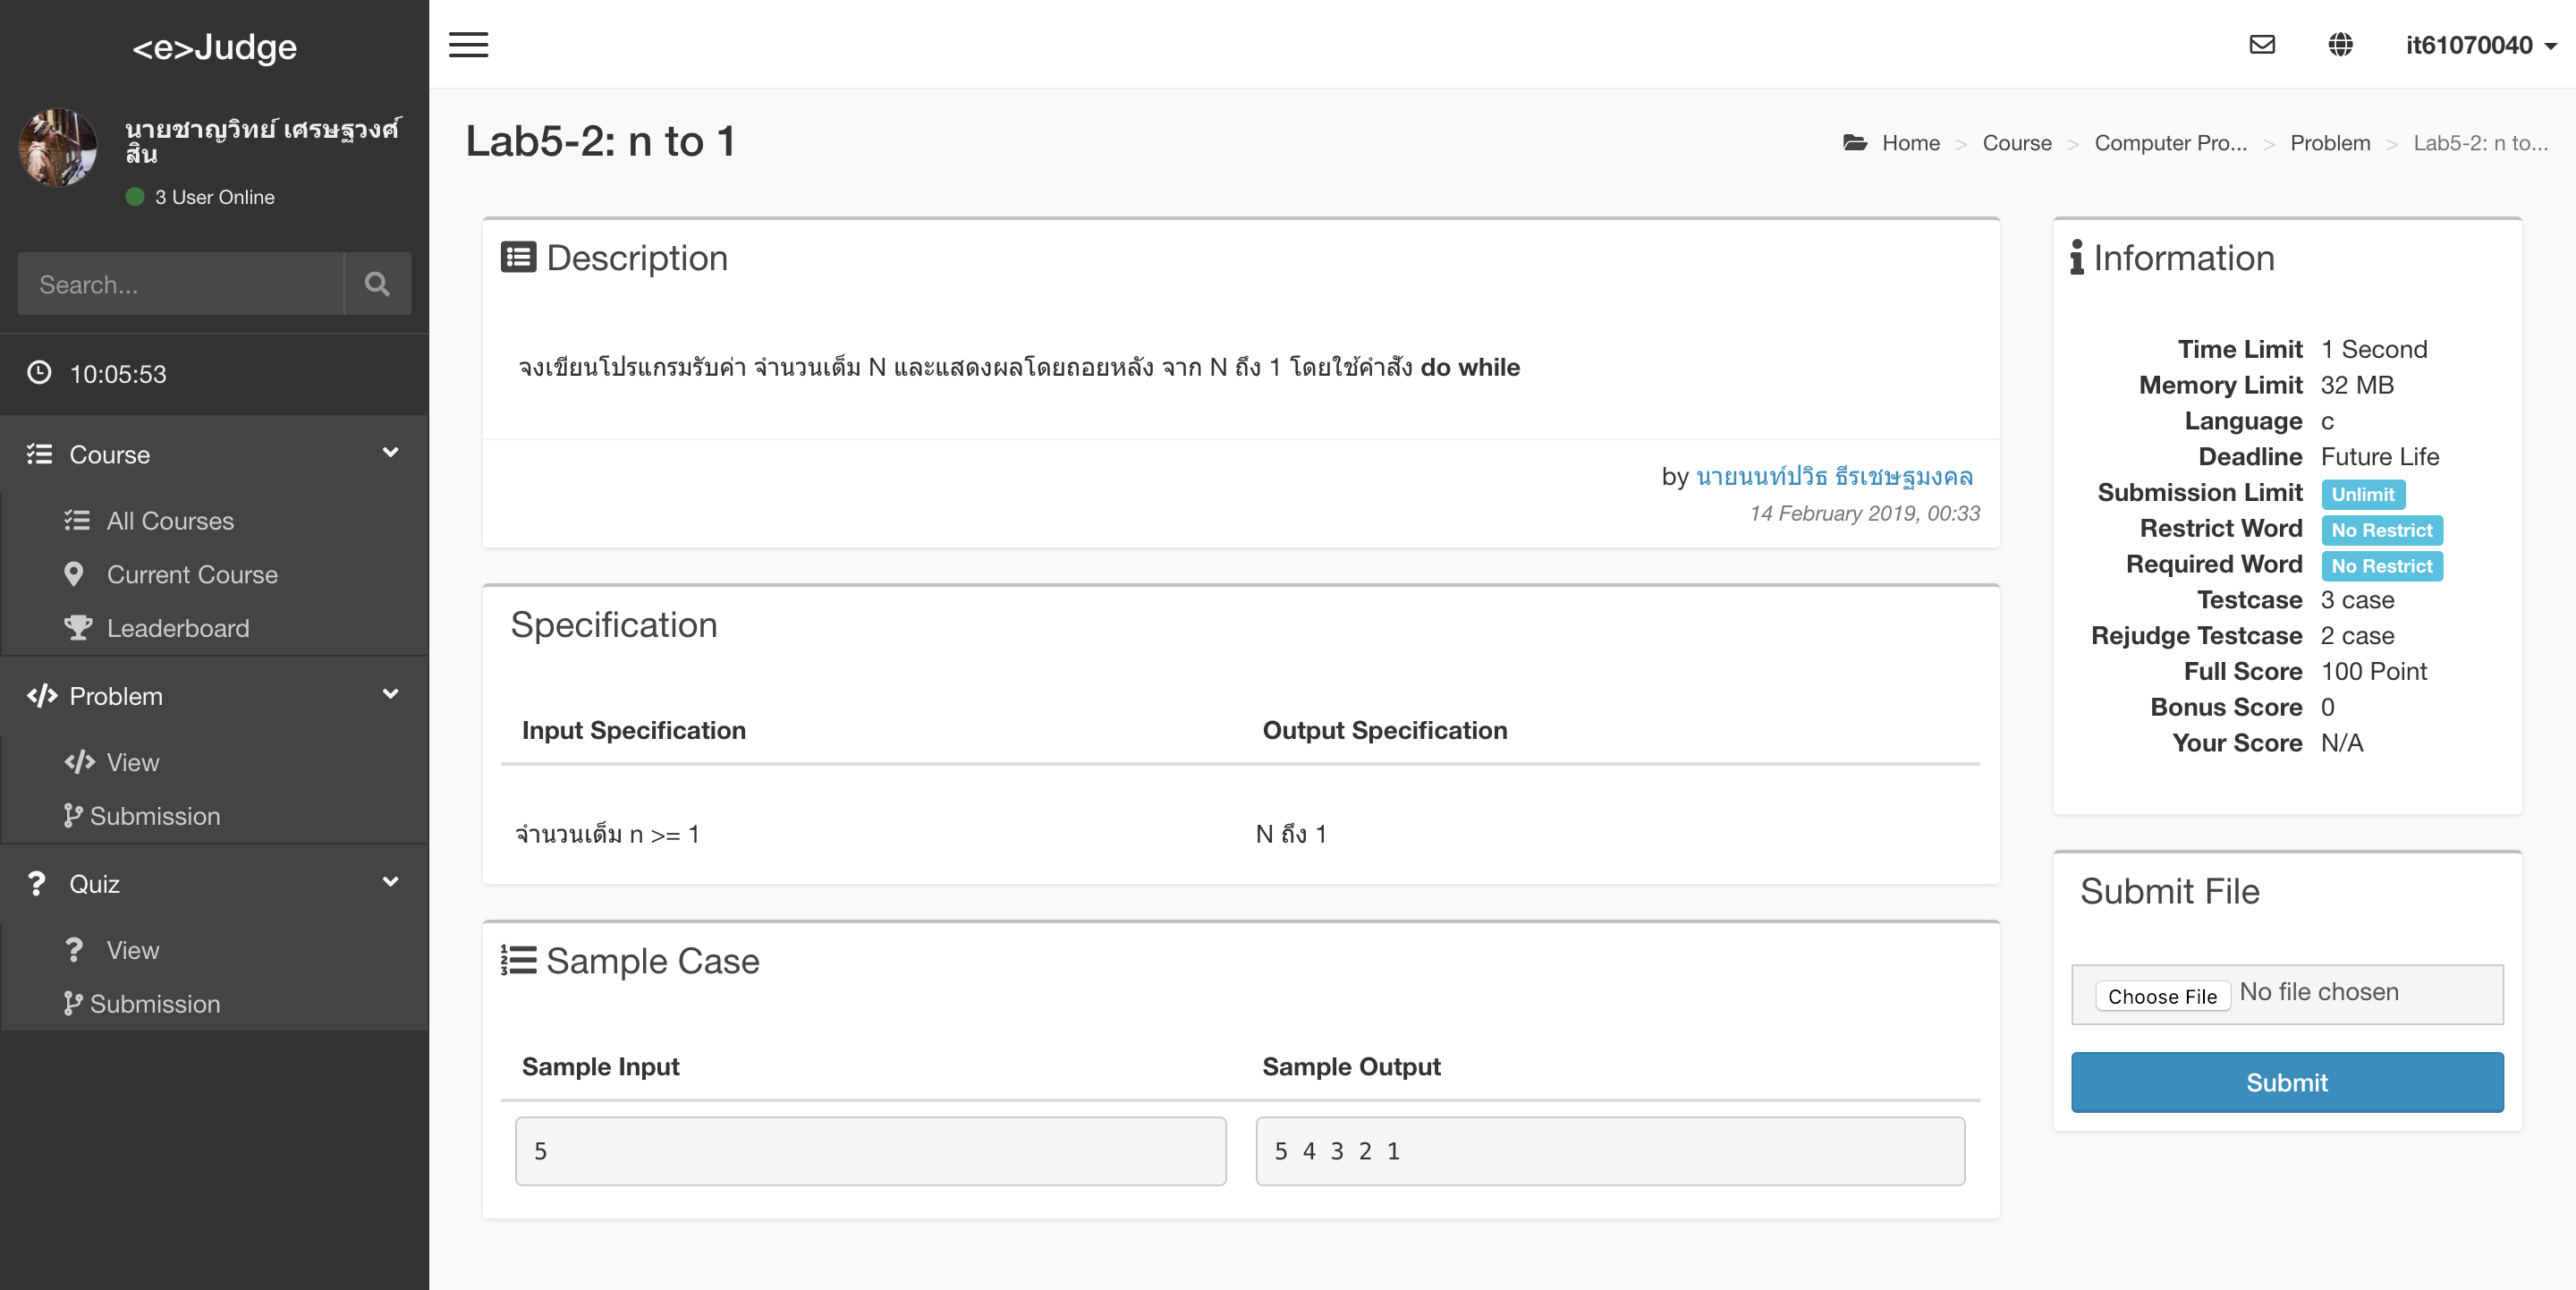 <e>Judge
นายชาญวิทย์ เศรษฐวงศ์
สิน
3 User Online
Search...
10:05:53
Course
All Courses
Current Course
Leaderboard
Problem
View
Submission
Quiz
View
Submission
it61070040
Lab5-2: n to 1
Home > Course > Computer Pro... > Problem > Lab5-2: n to...
Description
จงเขียนโปรแกรมรับค่า จำนวนเต็ม N และแสดงผลโดยถอยหลัง จาก N ถึง 1 โดยใช้คำสั่ง do while
by นายนนท์ปวิธ ธีรเชษฐมงคล
14 February 2019, 00:33
Specification
Input Specification Output Specification
จำนวนเต็ม n >= 1 N ถึง 1
Sample Case
Sample Input Sample Output
5 5 4 3 2 1
Information
Time Limit 1 Second
Memory Limit 32 MB
Language c
Deadline Future Life
Submission Limit Unlimit
Restrict Word No Restrict
Required Word No Restrict
Testcase 3 case
Rejudge Testcase 2 case
Full Score 100 Point
Bonus Score 0
Your Score N/A
Submit File
Choose File No file chosen
Submit